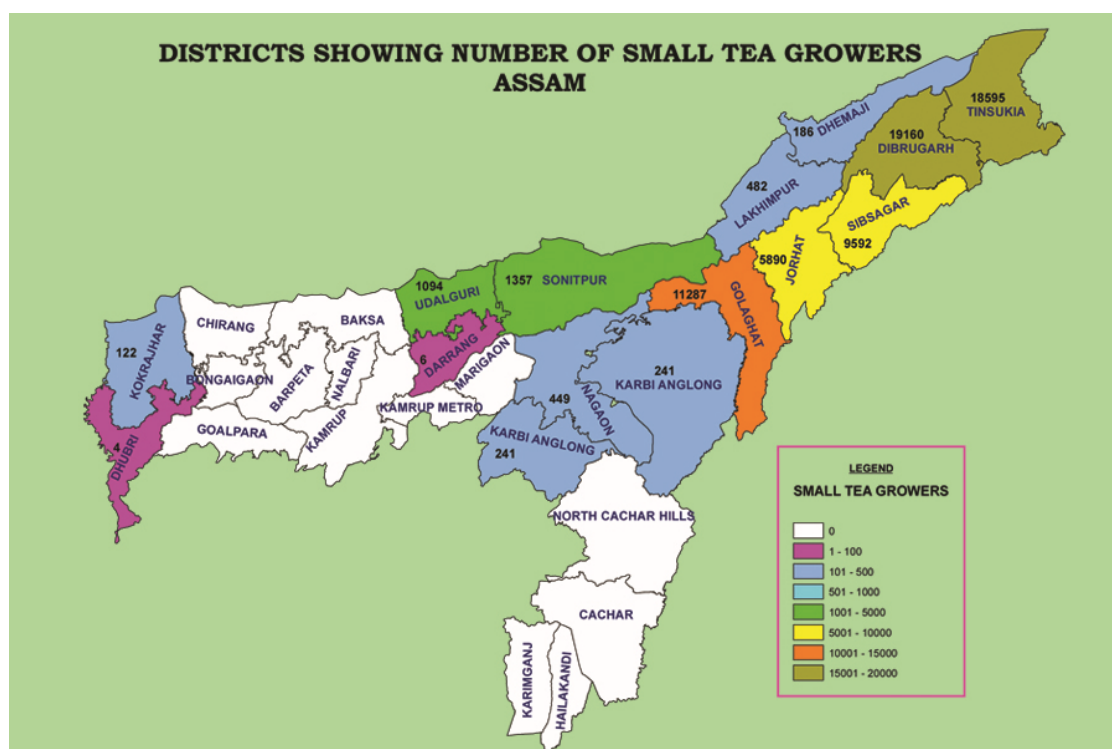 DISTRICTS SHOWING NUMBER OF SMALL TEA GROWERS
ASSAM
18595
TINSUKIA
186
DHEMAJI
19160
DIBRUGARH
482
LAKHIMPUR
SIBSAGAR
9592
5890
JORHAT
1357
SONITPUR
1094
UDALGURI
11287
GOLAGHAT
CHIRANG
BAKSA
122
KOKRAJHAR
BONGAIGAON
BARPETA
NALBARI
6
DARRANG
MARIGAON
241
KARBI ANGLONG
KAMRUP METRO
449
NAGAON
GOALPARA
KAMRUP
4
DHUBRI
KARBI ANGLONG
241
NORTH CACHAR HILLS
CACHAR
KARIMGANJ
HAILAKANDI
LEGEND
SMALL TEA GROWERS
0
1 - 100
101 - 500
501 - 1000
1001 - 5000
5001 - 10000
10001 - 15000
15001 - 20000